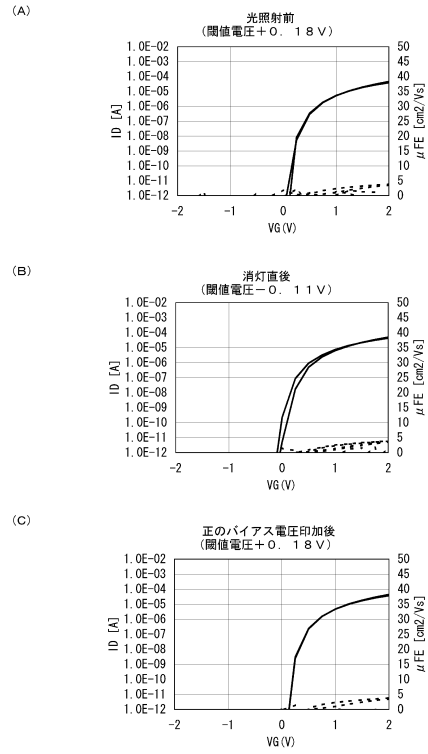 (A)
光照射前
(閾値電圧+0.18V)
1.0E-02
1.0E-03
1.0E-04
1.0E-05
1.0E-06
1.0E-07
1.0E-08
1.0E-09
1.0E-10
1.0E-11
1.0E-12
ID [A]
50
45
40
35
30
25
20
15
10
5
0
μFE [cm2/Vs]
-2 -1 0 1 2
VG(V)
(B)
消灯直後
(閾値電圧-0.11V)
1.0E-02
1.0E-03
1.0E-04
1.0E-05
1.0E-06
1.0E-07
1.0E-08
1.0E-09
1.0E-10
1.0E-11
1.0E-12
ID [A]
50
45
40
35
30
25
20
15
10
5
0
μFE [cm2/Vs]
-2 -1 0 1 2
VG(V)
(C)
正のバイアス電圧印加後
(閾値電圧+0.18V)
1.0E-02
1.0E-03
1.0E-04
1.0E-05
1.0E-06
1.0E-07
1.0E-08
1.0E-09
1.0E-10
1.0E-11
1.0E-12
ID [A]
50
45
40
35
30
25
20
15
10
5
0
μFE [cm2/Vs]
-2 -1 0 1 2
VG(V)